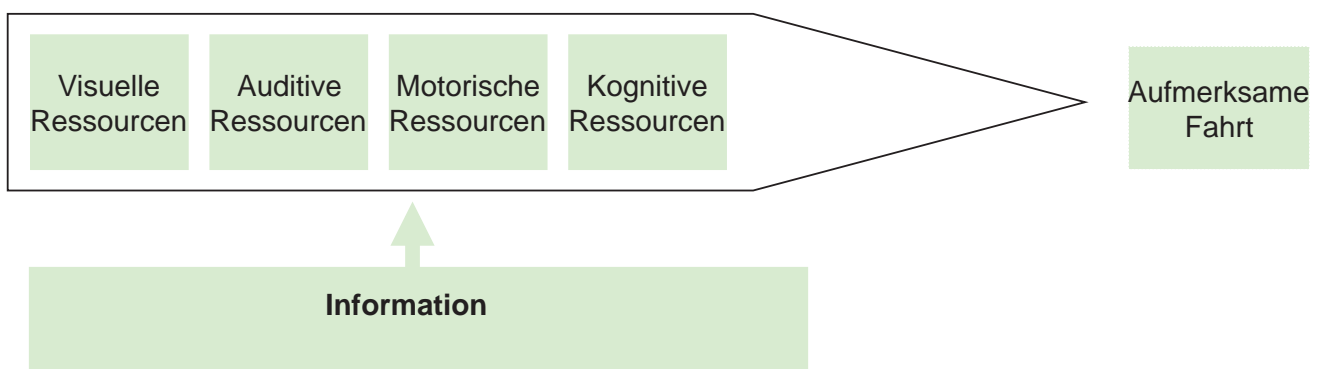 Visuelle
Ressourcen
Auditive
Ressourcen
Motorische
Ressourcen
Kognitive
Ressourcen
Aufmerksame
Fahrt
Information